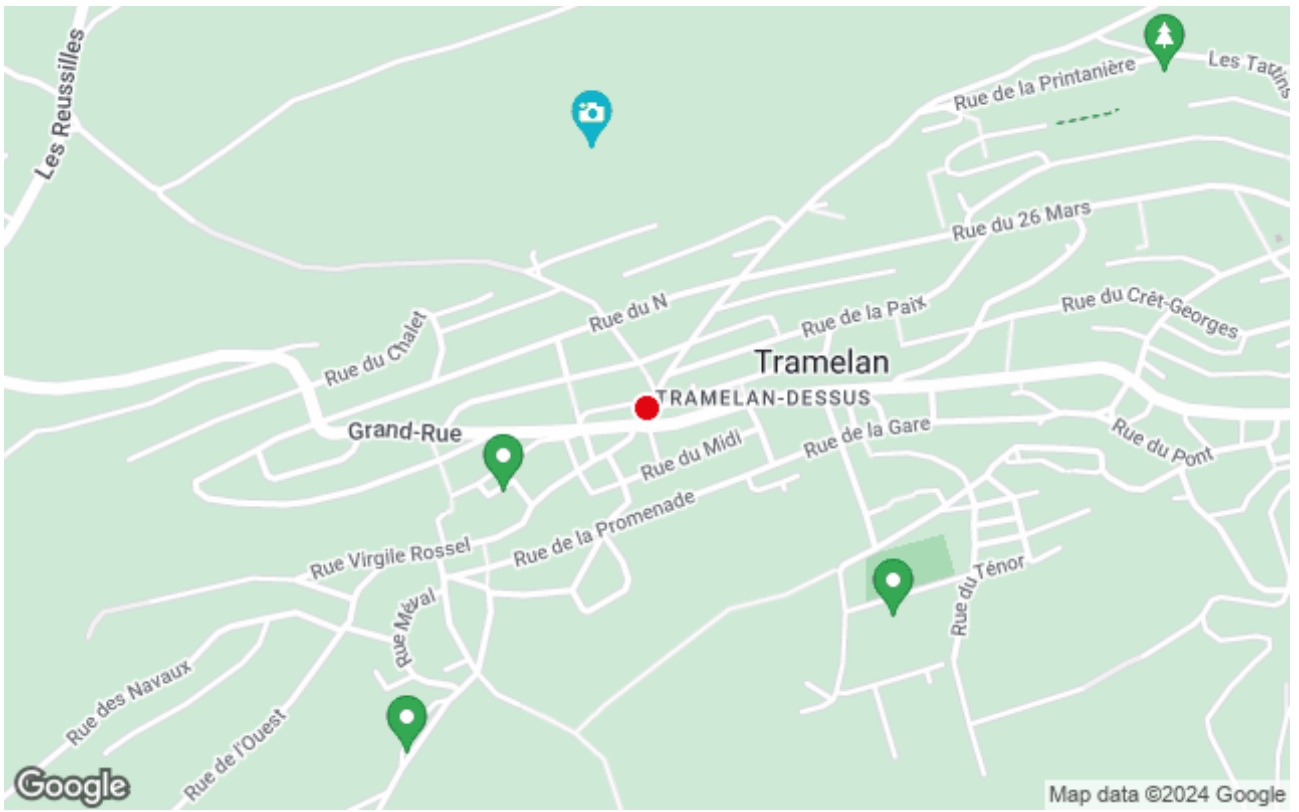 Les Reussilles
Rue de la Printanière
Les Tartins
Rue du 26 Mars
Rue du N
Rue de la Paix
Rue du Crêt-Georges
Rue du Chalet
Tramelan
TRAMELAN-DESSUS
Grand-Rue
Rue de la Gare
Rue du Pont
Rue du Midi
Rue de la Promenade
Rue Virgile Rossel
Rue du Ténor
Rue Méval
Rue des Navaux
Rue de l'Ouest
Google
Map data ©2024 Google